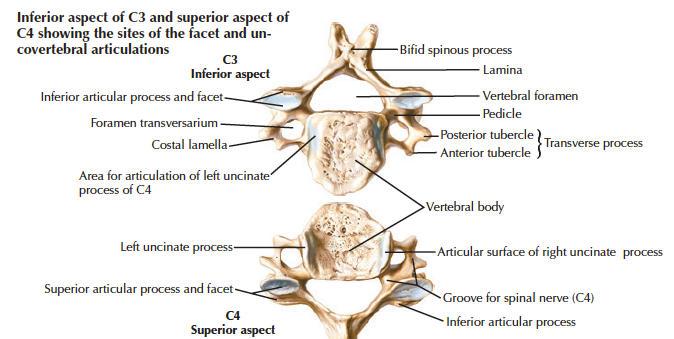 Inferior aspect of C3 and superior aspect of
C4 showing the sites of the facet and un-
covertebral articulations
C3
Inferior aspect
Bifid spinous process
Lamina
Inferior articular process and facet
Vertebral foramen
Pedicle
Foramen transversarium
Posterior tubercle
Transverse process
Costal lamella
Anterior tubercle
Area for articulation of left uncinate
process of C4
Vertebral body
Left uncinate process
Articular surface of right uncinate process
Superior articular process and facet
Groove for spinal nerve (C4)
C4
Superior aspect
Inferior articular process